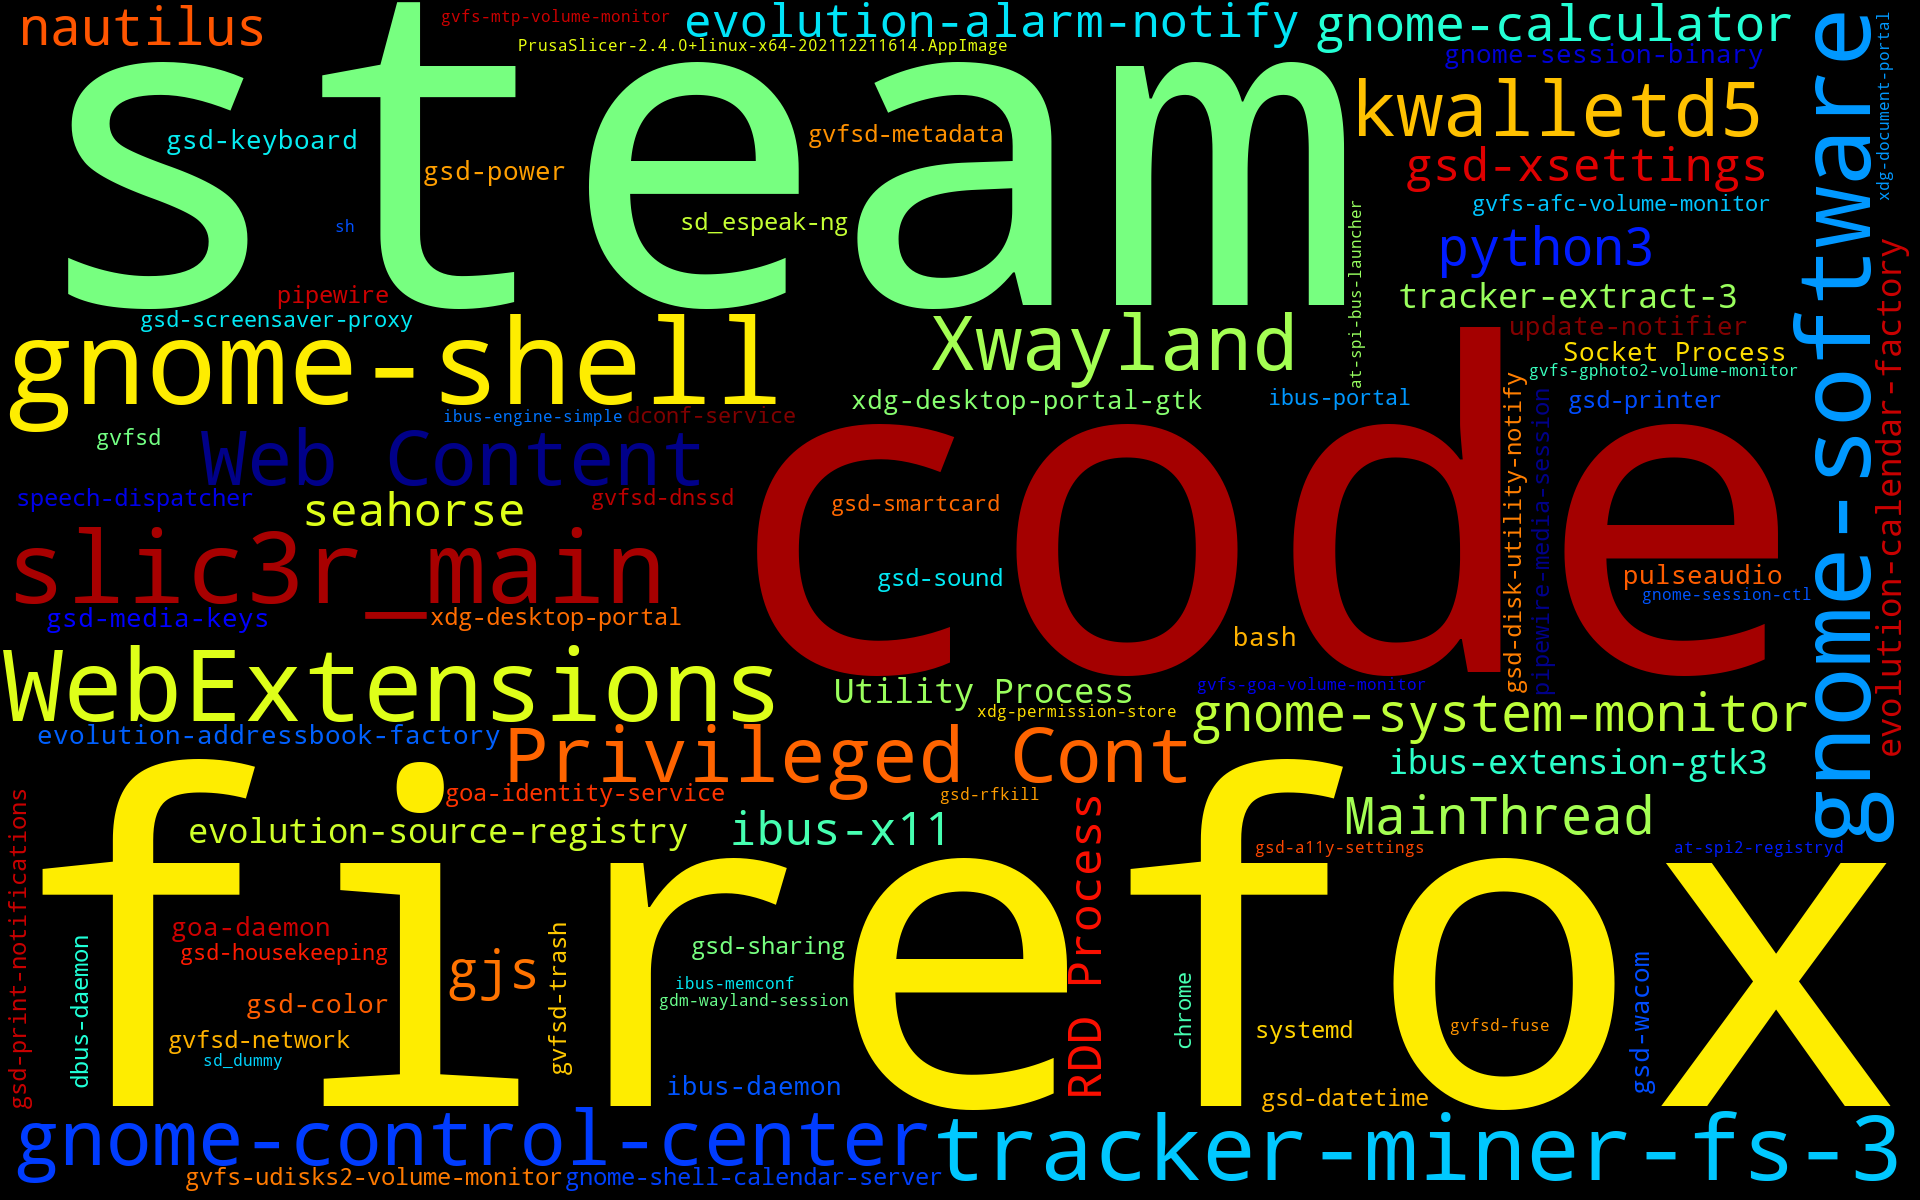 nautilus
gvfs-mtp-volume-monitor
evolution-alarm-notify
gnome-calculator
PrusaSlicer-2.4.0+linux-x64-202112211614.AppImage
gnome-session-binary
xdg-document-portal
steam
kwalletd5
gnome-software
gsd-keyboard
gvfsd-metadata
gsd-power
gsd-xsettings
gvfs-afc-volume-monitor
sh
sd_espeak-ng
at-spi-bus-launcher
python3
evolution-calendar-factory
pipewire
tracker-extract-3
gsd-screensaver-proxy
gnome-shell
Xwayland
update-notifier
Socket Process
gvfs-gphoto2-volume-monitor
xdg-desktop-portal-gtk
ibus-portal
gsd-printer
ibus-engine-simple
dconf-service
gvfsd
Web Content
code
gsd-disk-utility-notify
pipewire-media-session
speech-dispatcher
seahorse
gvfsd-dnssd
gsd-smartcard
slic3r_main
gsd-sound
pulseaudio
gnome-session-ctl
gsd-media-keys
xdg-desktop-portal
bash
WebExtensions
Utility Process
gvfs-goa-volume-monitor
xdg-permission-store
gnome-system-monitor
evolution-addressbook-factory
Privileged Cont
ibus-extension-gtk3
goa-identity-service
gsd-rfkill
gsd-print-notifications
evolution-source-registry
ibus-x11
RDD Process
MainThread
gsd-a11y-settings
at-spi2-registryd
firefox
goa-daemon
gsd-housekeeping
dbus-daemon
gjs
gvfsd-trash
gsd-sharing
ibus-memconf
gdm-wayland-session
chrome
gsd-wacom
gsd-color
gvfsd-network
systemd
gvfsd-fuse
sd_dummy
ibus-daemon
gsd-datetime
gnome-control-center
tracker-miner-fs-3
gvfs-udisks2-volume-monitor
gnome-shell-calendar-server